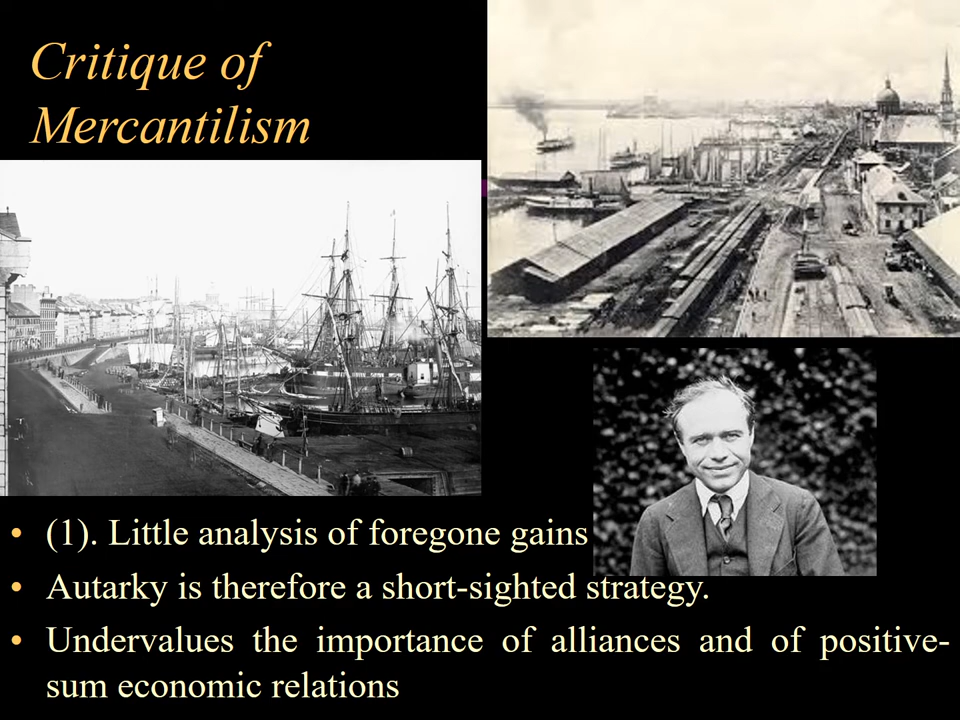 Critique of
Mercantilism
• (1). Little analysis of foregone gains
• Autarky is therefore a short-sighted strategy.
• Undervalues the importance of alliances and of positive-
sum economic relations